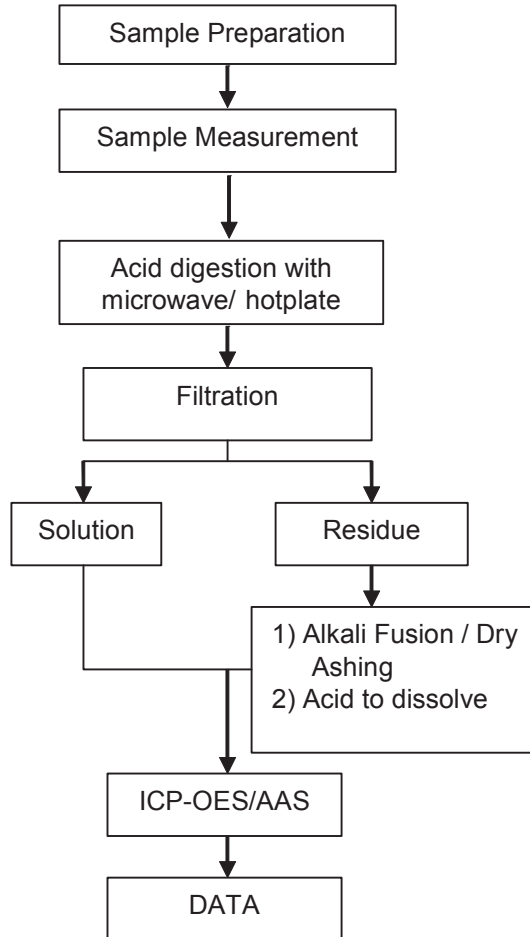 Sample Preparation
Sample Measurement
Acid digestion with
microwave/ hotplate
Filtration
Solution
Residue
1) Alkali Fusion / Dry
Ashing
2) Acid to dissolve
ICP-OES/AAS
DATA